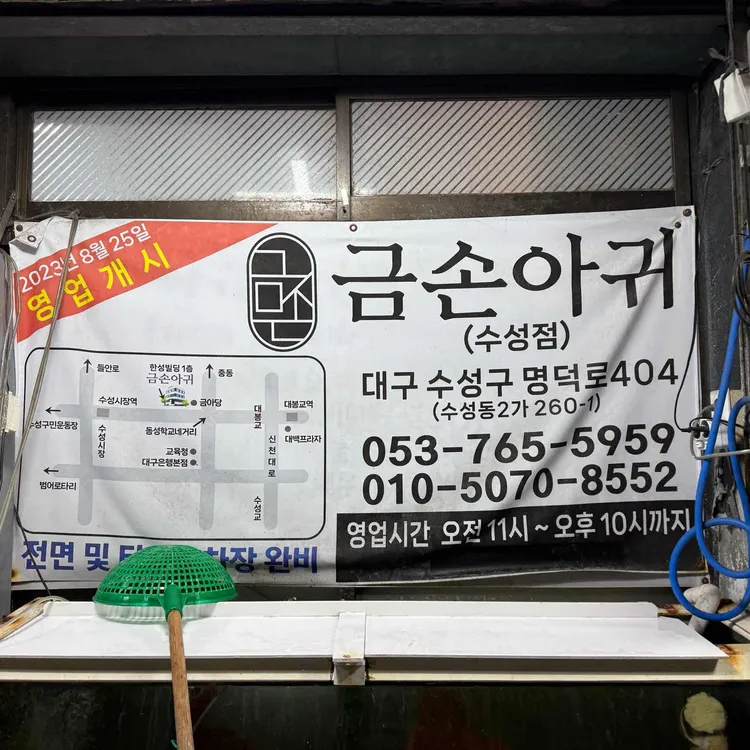 2023년 8월 25일
영업개시
금손
금손아귀
(수성점)
대구 수성구 명덕로404
(수성동2가 260-1)
053-765-5959
010-5070-8552
영업시간 오전 11시 ~ 오후 10시까지
들안로
한성빌딩 1층
금손아귀
중동
수성시장역
금아당
대봉교
대봉교역
수성구민운동장
동성학교네거리
대백프라자
수성시장
신천대로
교육청
대구은행본점
범어로타리
수성교
전면 및 차장 완비